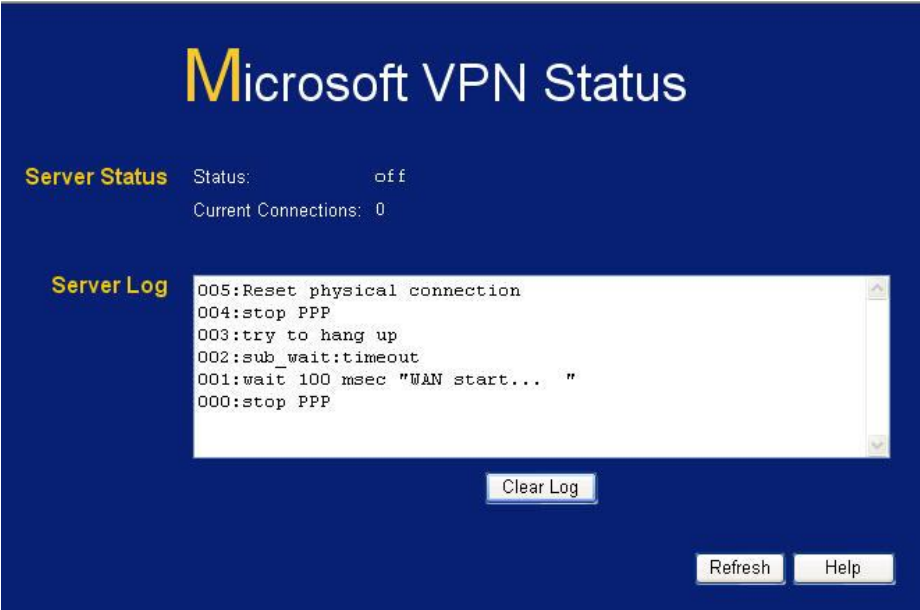 Microsoft VPN Status
Server Status Status: off
Current Connections: 0
Server Log
005:Reset physical connection
004:stop PPP
003:try to hang up
002:sub_wait:timeout
001:wait 100 msec "WAN start...  "
000:stop PPP
Clear Log
Refresh Help